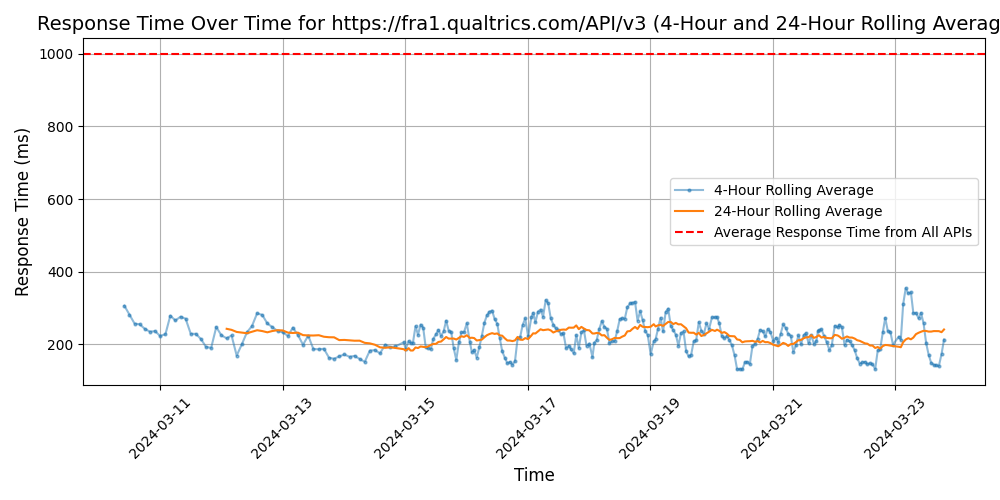 Response Time Over Time for https://fra1.qualtrics.com/API/v3 (4-Hour and 24-Hour Rolling Averag
1000
800
600
400
200
Response Time (ms)
4-Hour Rolling Average
24-Hour Rolling Average
Average Response Time from All APIs
2024-03-11
2024-03-13
2024-03-15
2024-03-17
2024-03-19
2024-03-21
2024-03-23
Time